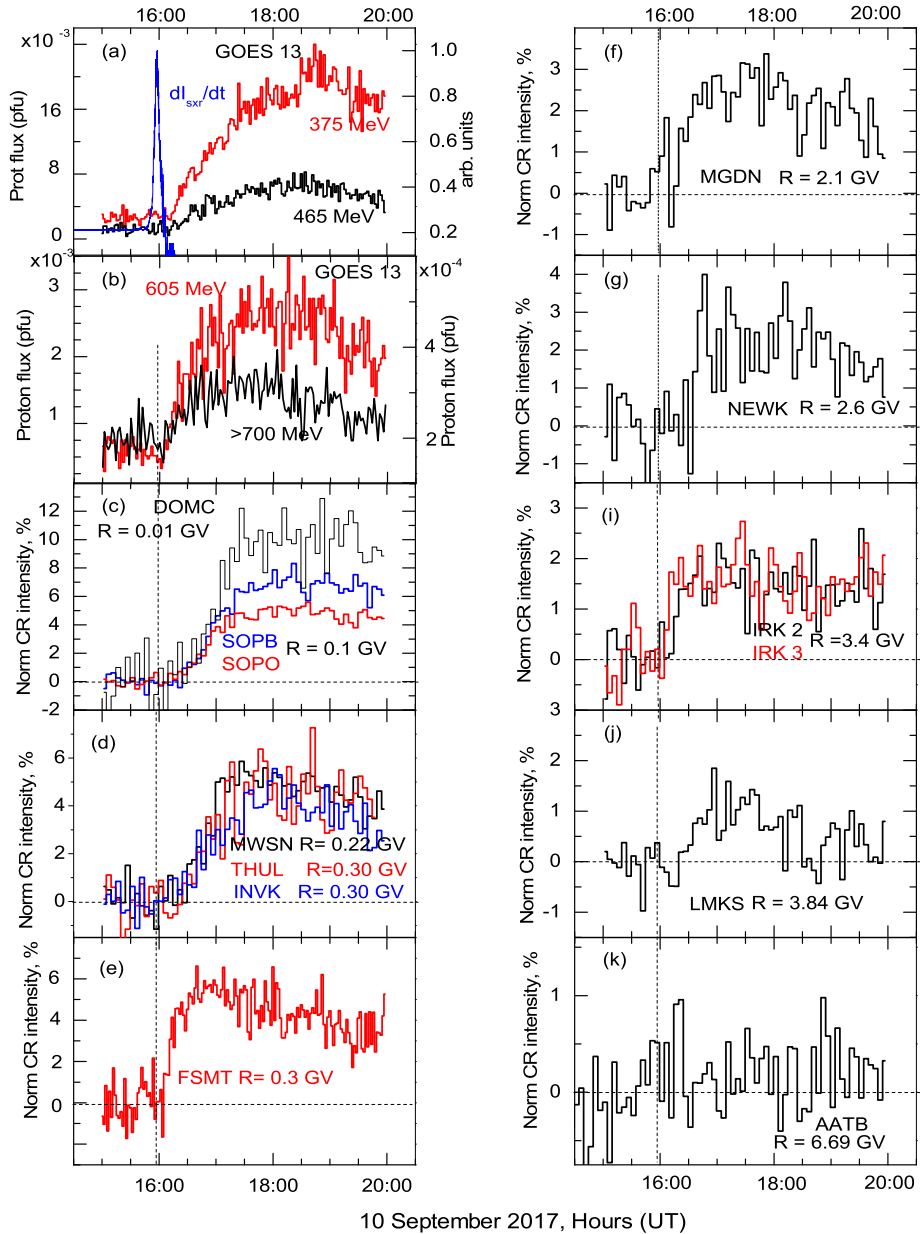 16:00 18:00 20:00
x10 -3
(a)
GOES 13
dIsxr/dt
375 MeV
465 MeV
Prot flux (pfu)
16
8
0
1.0
0.8
0.6
0.4
0.2
arb. units
x10-3
(b)
GOES 13
x10-4
605 MeV
>700 MeV
Proton flux (pfu)
3
2
1
Proton flux (pfu)
4
2
(c)
DOMC
R = 0.01 GV
SOPB
R = 0.1 GV
SOPO
Norm CR intensity, %
12
10
8
6
4
2
0
-2
(d)
MWSN R= 0.22 GV
THUL R=0.30 GV
INVK R= 0.30 GV
Norm CR intensity, %
6
4
2
0
(e)
FSMT R= 0.3 GV
Norm CR intensity, %
6
4
2
0
16:00 18:00 20:00
16:00 18:00 20:00
(f)
MGDN R = 2.1 GV
Norm CR intensity, %
4
3
2
1
0
-1
(g)
NEWK R = 2.6 GV
Norm CR intensity, %
4
3
2
1
0
-1
(i)
IRK 2
R =3.4 GV
IRK 3
Norm CR intensity, %
3
2
1
0
3
(j)
LMKS R = 3.84 GV
Norm CR intensity, %
2
1
0
-1
(k)
AATB
R = 6.69 GV
Norm CR intensity, %
1
0
16:00 18:00 20:00
10 September 2017, Hours (UT)